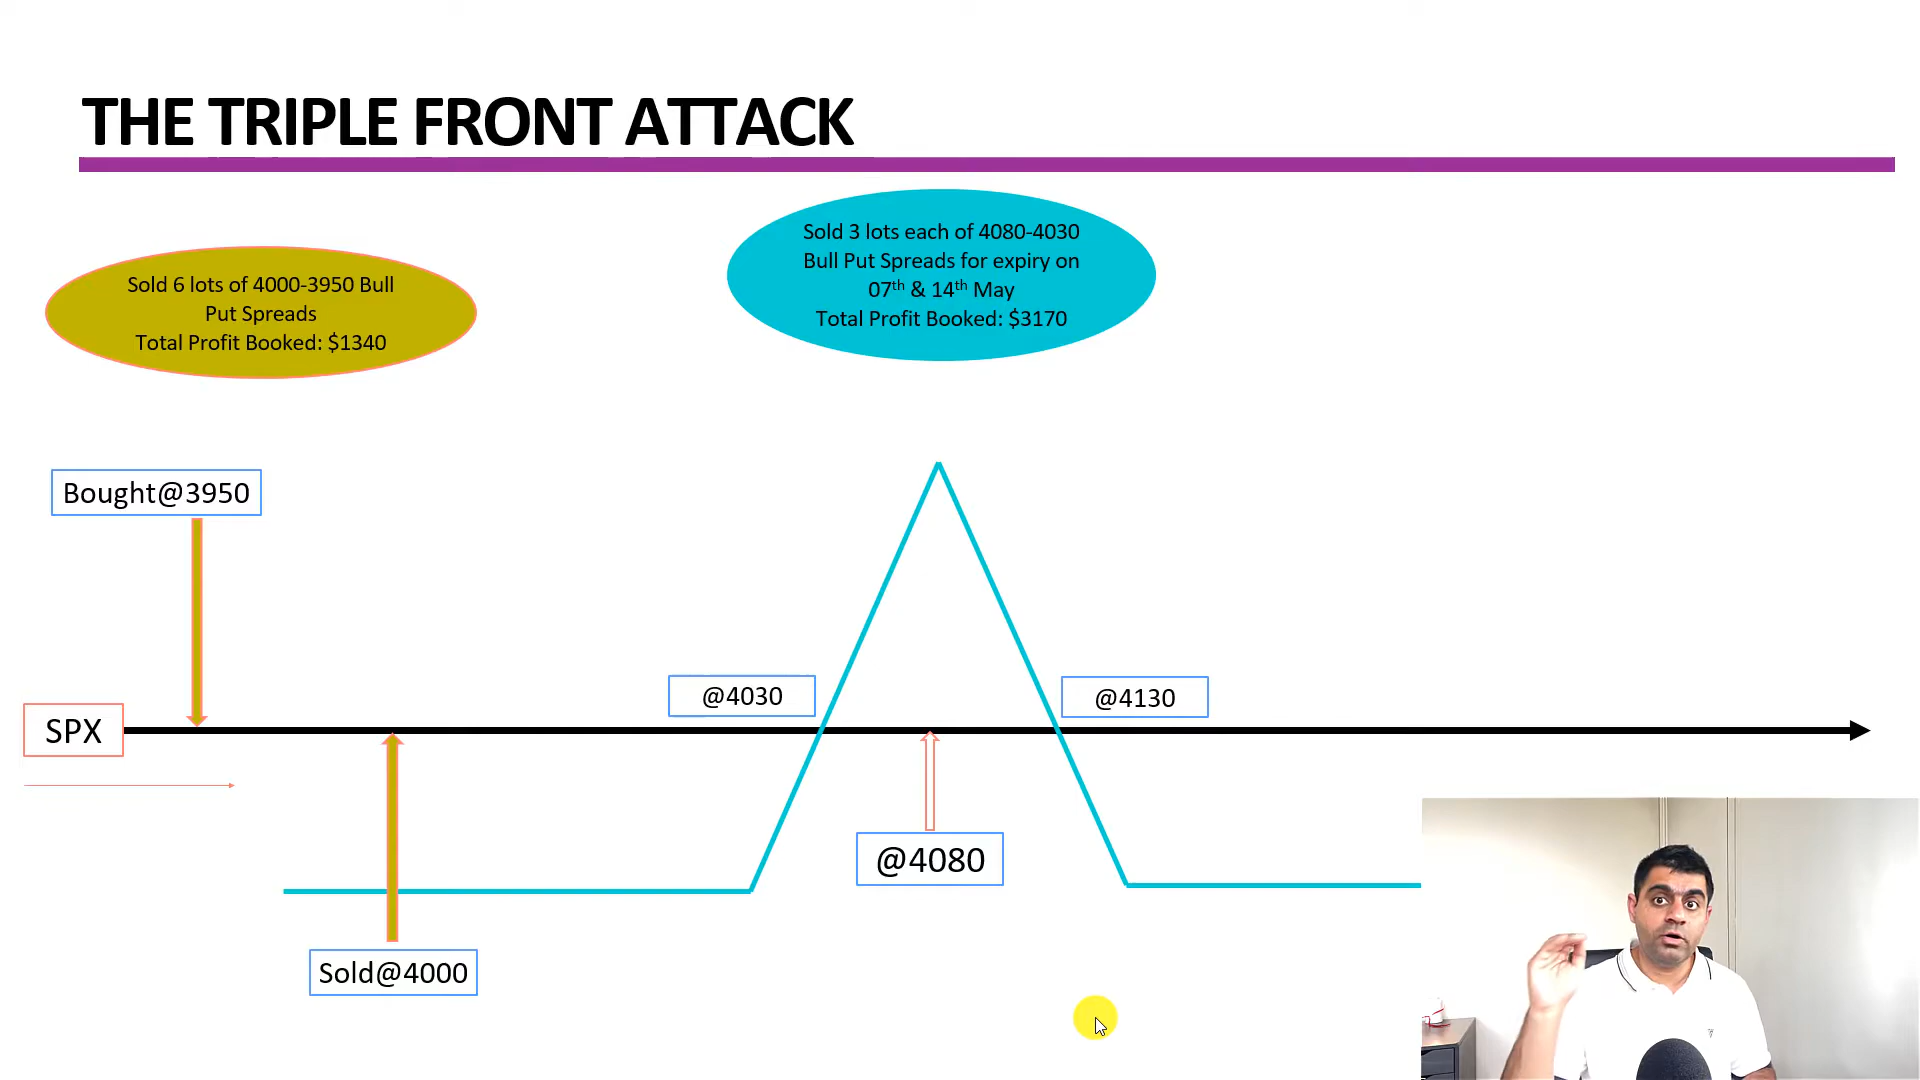 THE TRIPLE FRONT ATTACK
Sold 6 lots of 4000-3950 Bull
Put Spreads
Total Profit Booked: $1340
Sold 3 lots each of 4080-4030
Bull Put Spreads for expiry on
07th & 14th May
Total Profit Booked: $3170
Bought@3950
@4030
@4130
SPX
@4080
Sold@4000